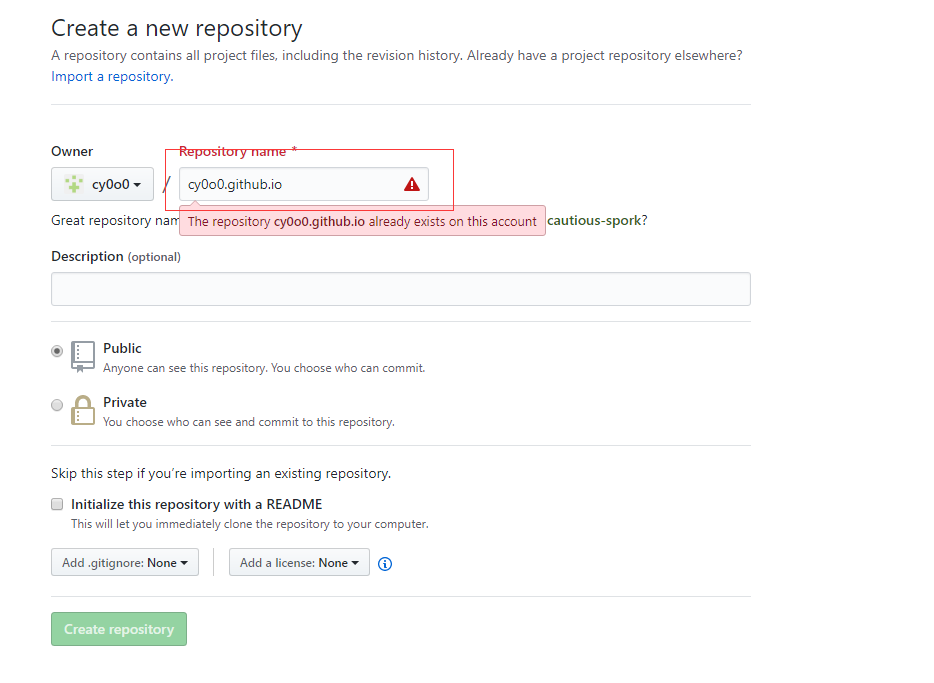 Create a new repository
A repository contains all project files, including the revision history. Already have a project repository elsewhere?
Import a repository.
Owner
Repository name *
cy0o0
/
cy0o0.github.io
Great repository nam
The repository cy0o0.github.io already exists on this account
cautious-spork?
Description (optional)
Public
Anyone can see this repository. You choose who can commit.
Private
You choose who can see and commit to this repository.
Skip this step if you’re importing an existing repository.
Initialize this repository with a README
This will let you immediately clone the repository to your computer.
Add .gitignore: None
Add a license: None
Create repository